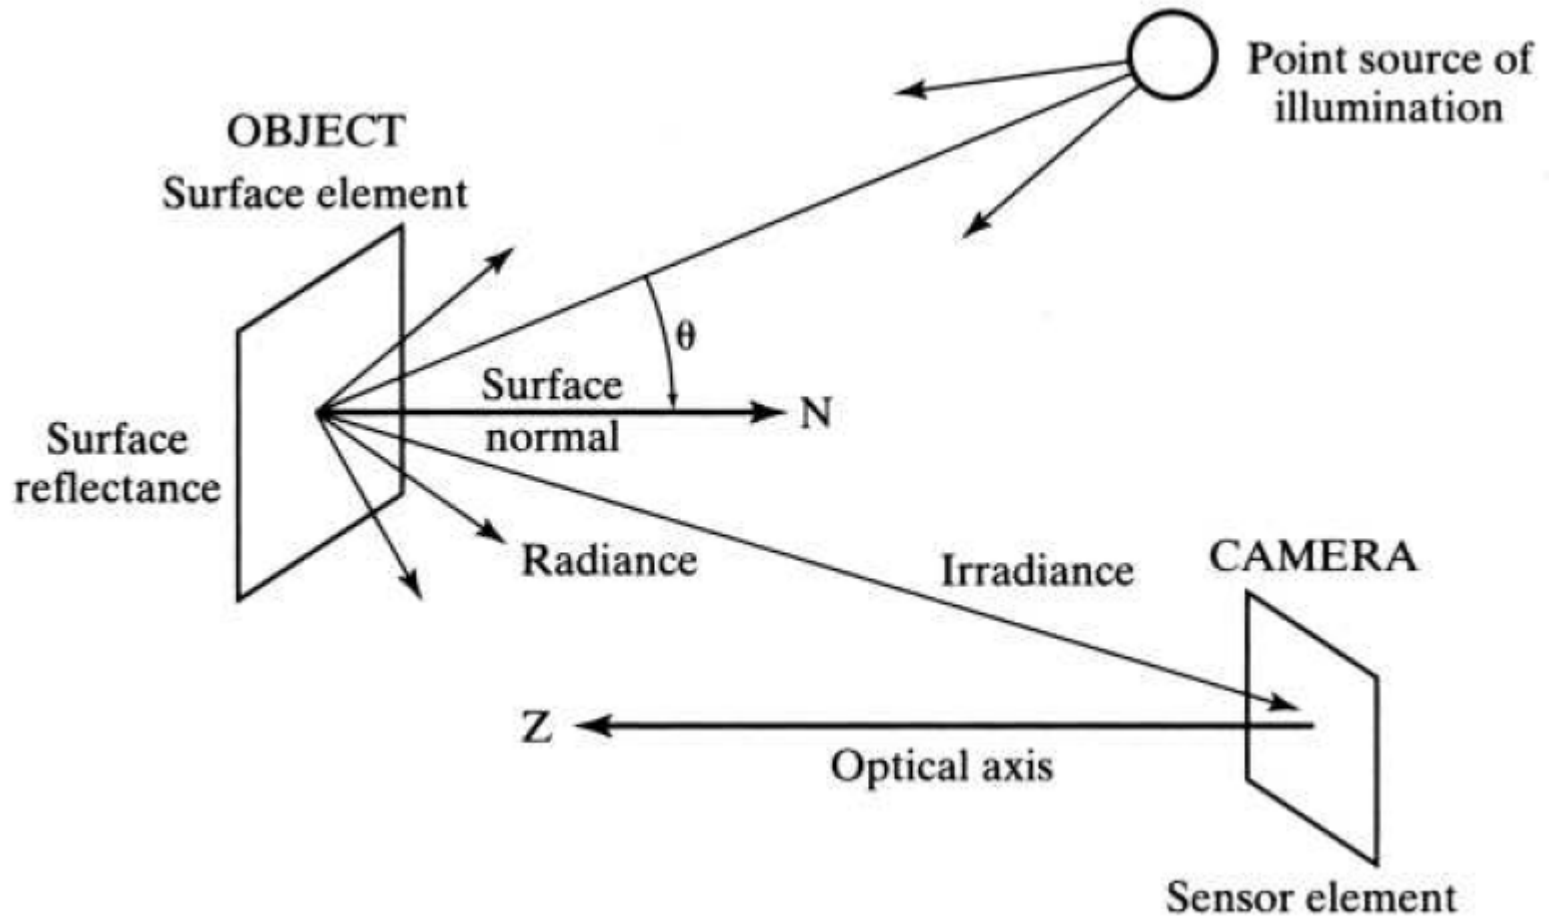 Point source of
illumination
OBJECT
Surface element
θ
Surface
normal
N
Surface
reflectance
Radiance
Irradiance
CAMERA
Z
Optical axis
Sensor element